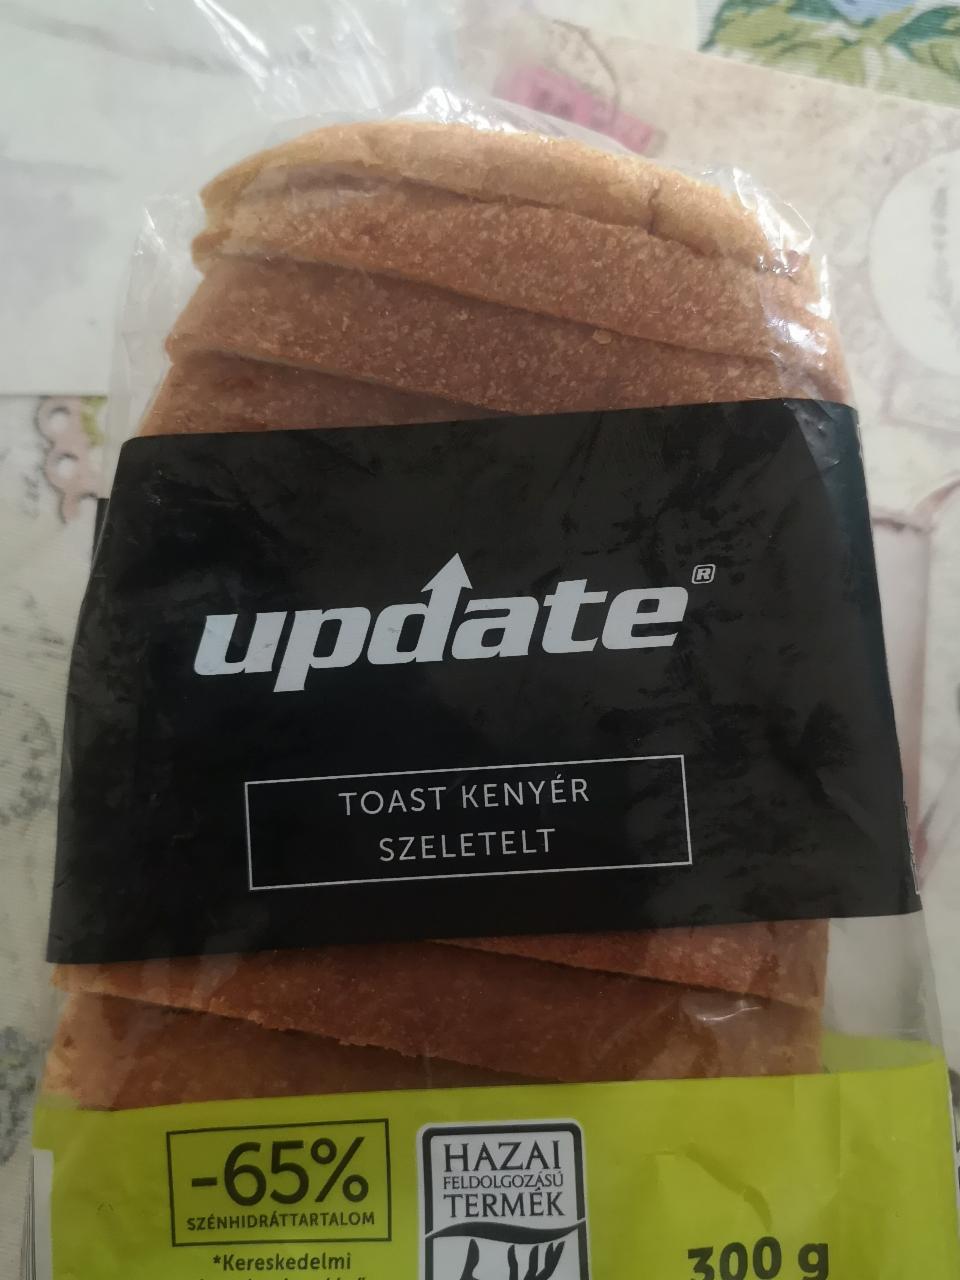 update®
TOAST KENYÉR
SZELETELT
-65%
SZÉNHIDRÁTTARTALOM
*Kereskedelmi
HAZAI
FELDOLGOZÁSÚ
TERMÉK
300 g